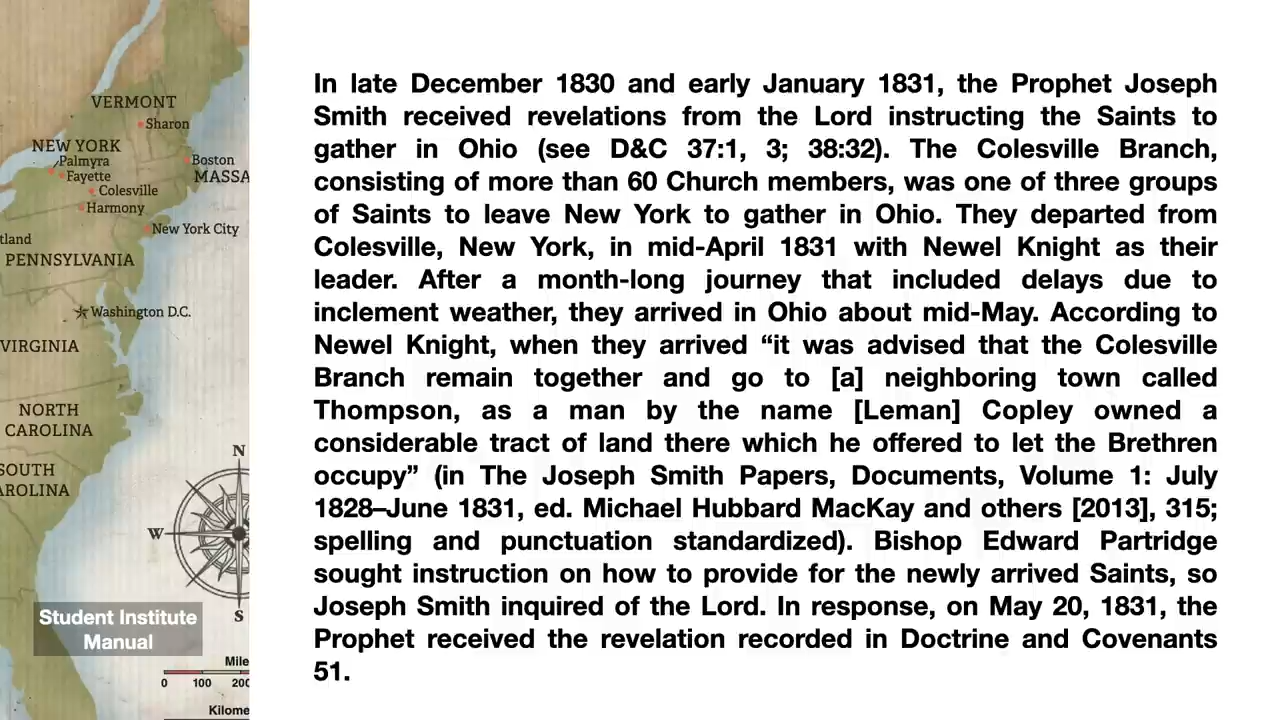 VERMONT
Sharon
NEW YORK
Palmyra
Boston
Fayette
MASSA
Colesville
Harmony
New York City
tland
PENNSYLVANIA
Washington D.C.
VIRGINIA
NORTH
CAROLINA
SOUTH
AROLINA
N
W
S
Student Institute
Manual
Mile
0 100 200
Kilome
In late December 1830 and early January 1831, the Prophet Joseph
Smith received revelations from the Lord instructing the Saints to
gather in Ohio (see D&C 37:1, 3; 38:32). The Colesville Branch,
consisting of more than 60 Church members, was one of three groups
of Saints to leave New York to gather in Ohio. They departed from
Colesville, New York, in mid-April 1831 with Newel Knight as their
leader. After a month-long journey that included delays due to
inclement weather, they arrived in Ohio about mid-May. According to
Newel Knight, when they arrived “it was advised that the Colesville
Branch remain together and go to [a] neighboring town called
Thompson, as a man by the name [Leman] Copley owned a
considerable tract of land there which he offered to let the Brethren
occupy” (in The Joseph Smith Papers, Documents, Volume 1: July
1828–June 1831, ed. Michael Hubbard MacKay and others [2013], 315;
spelling and punctuation standardized). Bishop Edward Partridge
sought instruction on how to provide for the newly arrived Saints, so
Joseph Smith inquired of the Lord. In response, on May 20, 1831, the
Prophet received the revelation recorded in Doctrine and Covenants
51.